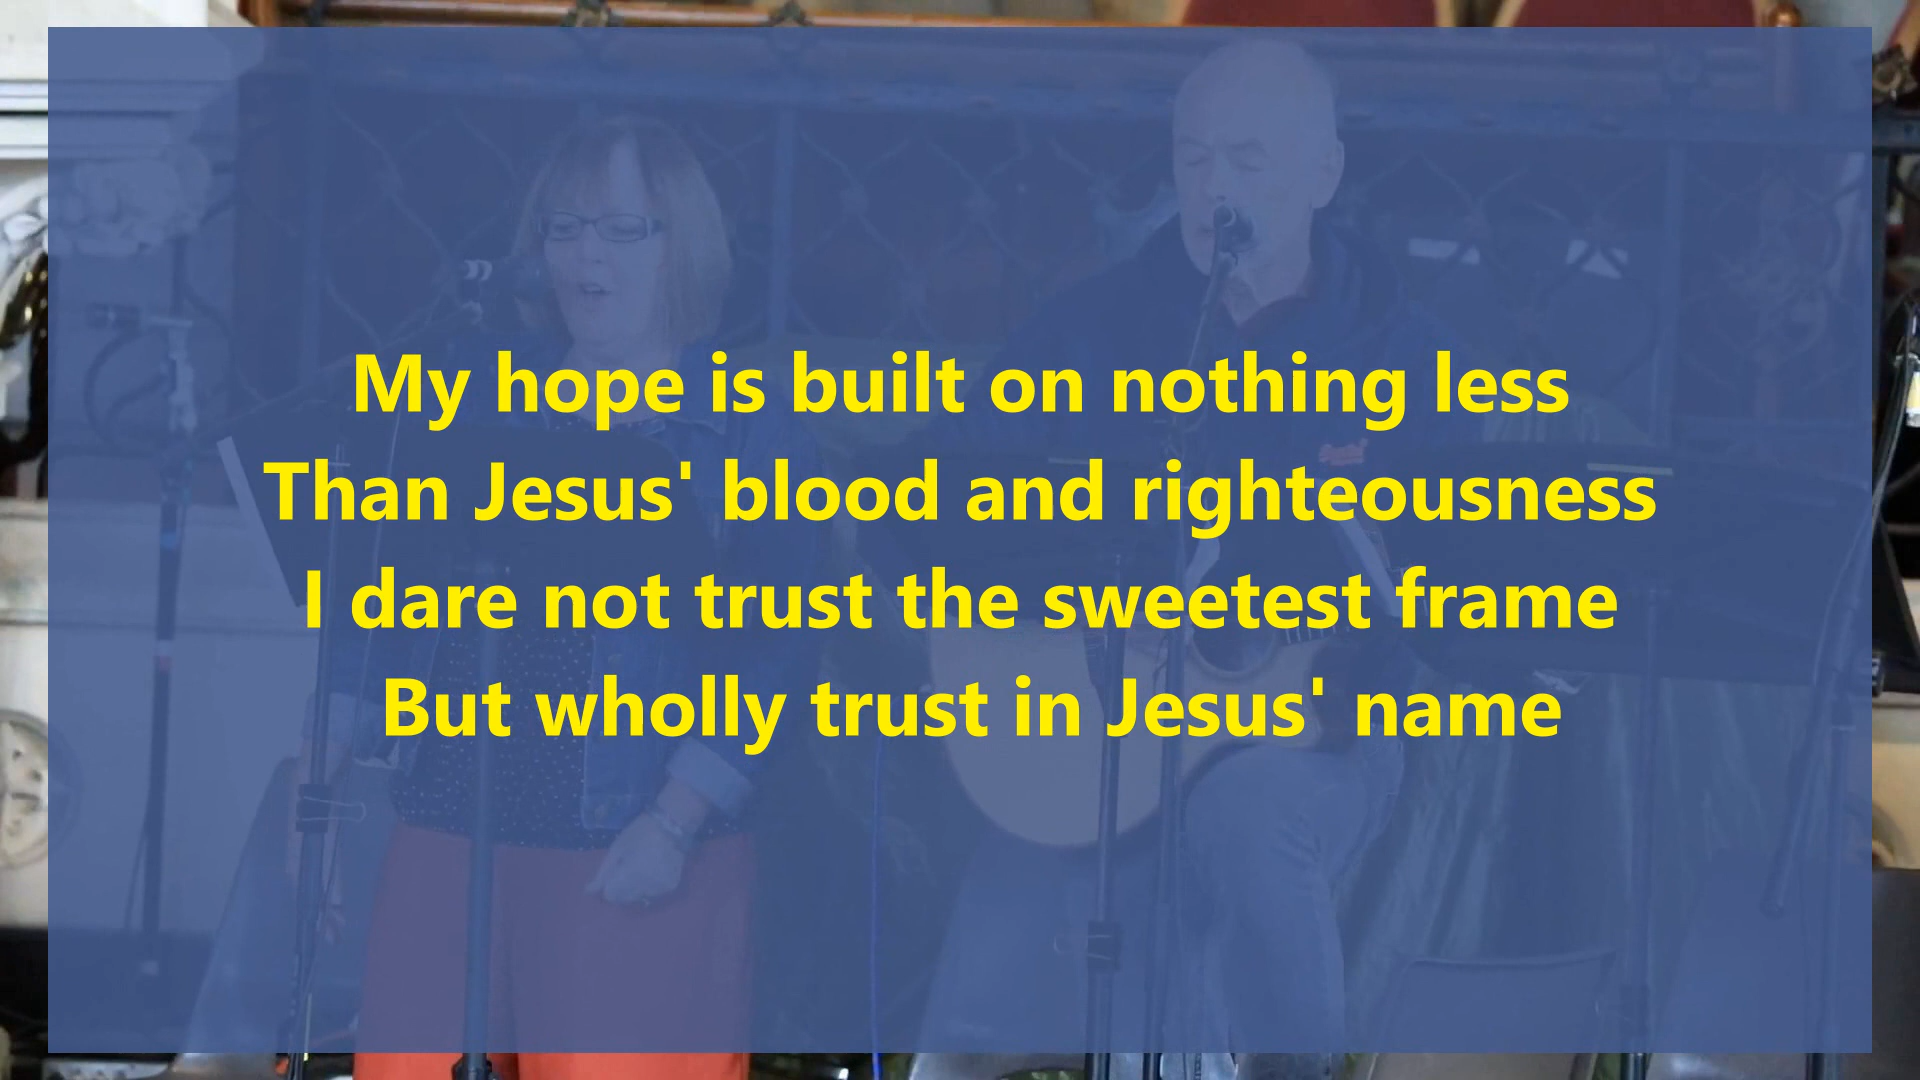 My hope is built on nothing less
Than Jesus' blood and righteousness
I dare not trust the sweetest frame
But wholly trust in Jesus' name